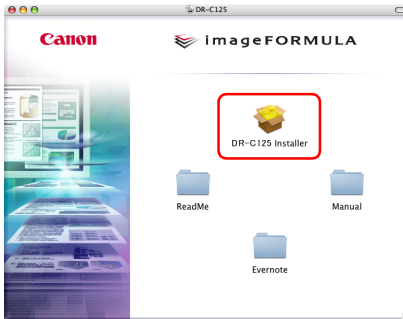 DR-C125
Canon
imageFORMULA
DR-C125 Installer
ReadMe
Manual
Evernote